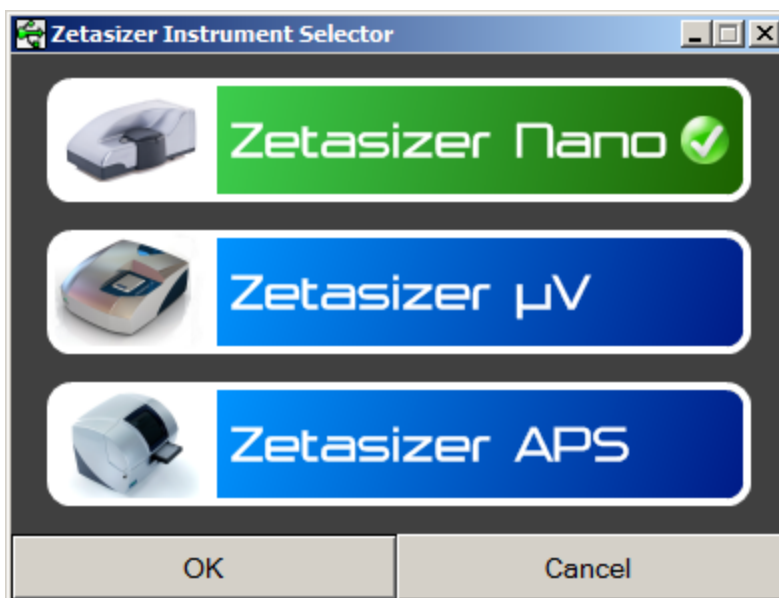 Zetasizer Instrument Selector
Zetasizer Nano
Zetasizer µV
Zetasizer APS
OK
Cancel